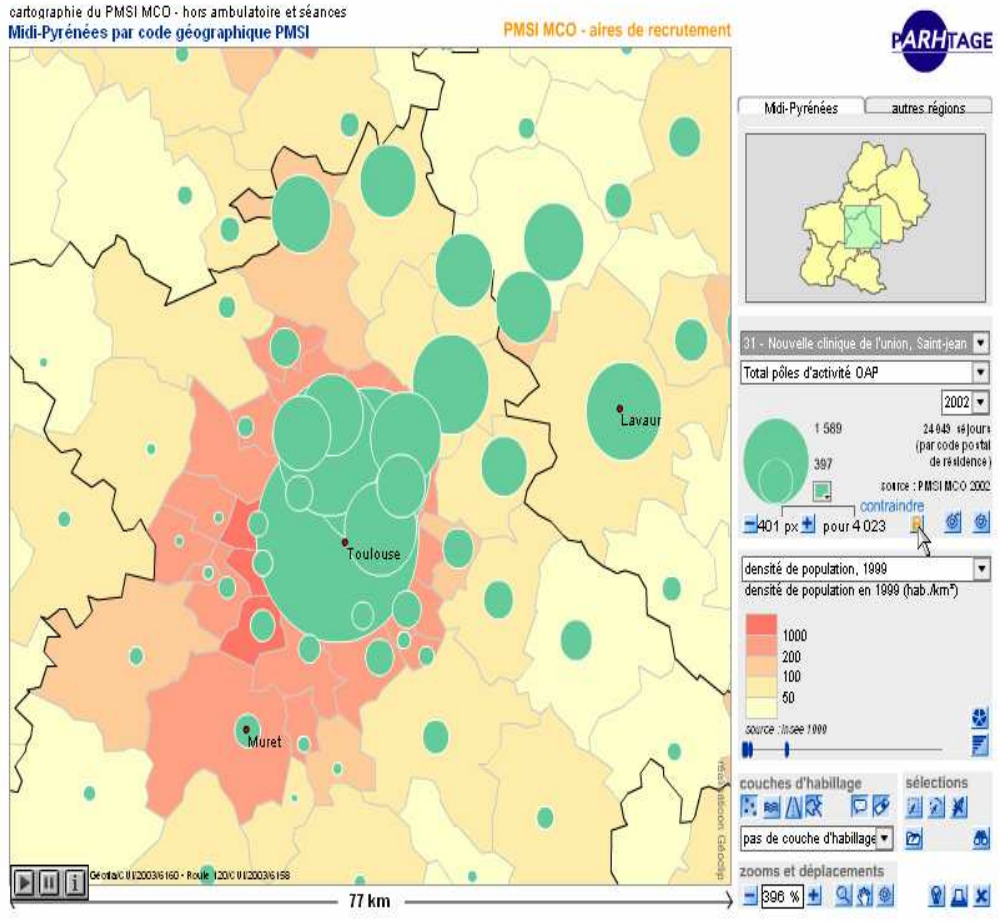 cartographie du PMSI MCO - hors ambulatoire et séances
Midi-Pyrénées par code géographique PMSI
PMSI MCO - aires de recrutement
PARHTAGE
Midi-Pyrénées
autres régions
31 - Nouvelle clinique de l'union, Saint-jean
Total pôles d'activité OAP
2002
1 589
397
24 049 séjours
(par code postal
de résidence)
source : PMSI MCO 2002
contraindre
401 px pour 4 023
densité de population, 1999
densité de population en 1999 (hab./km²)
1000
200
100
50
source : Insee 1999
couches d'habillage
sélections
pas de couche d'habillage
zooms et déplacements
396 %
Lavaur
Toulouse
Muret
réalisation Géoclip
77 km